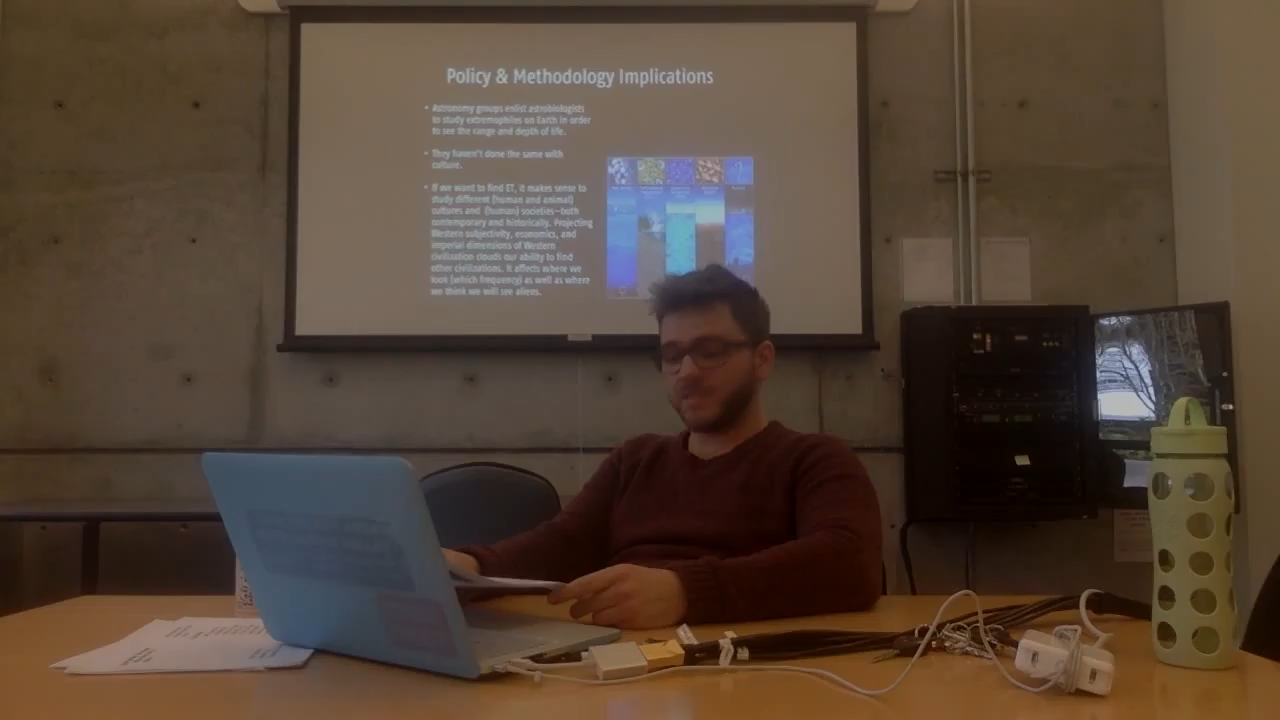 Policy & Methodology Implications
• Astronomy groups enlist astrobiologists
to study extremophiles on Earth in order
to see the range and depth of life.
• They haven't done the same with
culture.
• If we want to find ET, it makes sense to
study different (human and animal)
cultures and (human) societies—both
contemporary and historically. Projecting
Western subjectivity, economics, and
imperial dimensions of Western
civilization clouds our ability to find
other civilizations. It affects where we
look (which frequency) as well as where
we think we will see aliens.